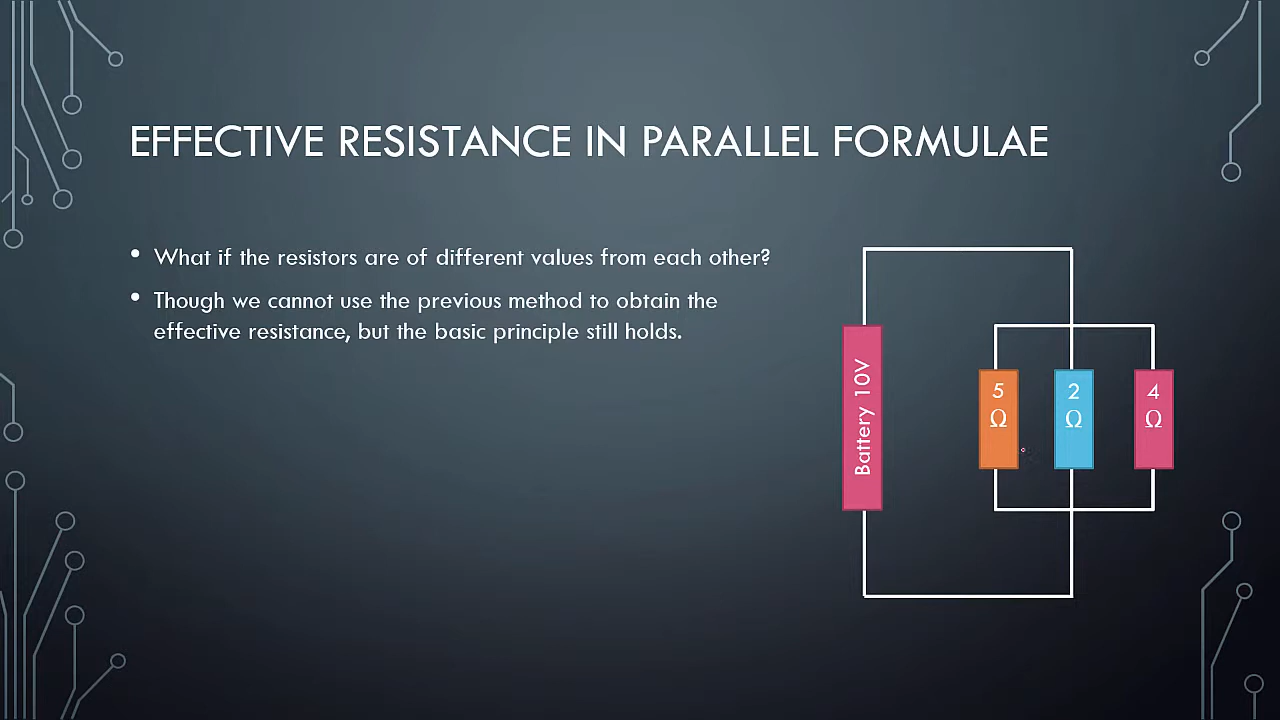 EFFECTIVE RESISTANCE IN PARALLEL FORMULAE
• What if the resistors are of different values from each other?
• Though we cannot use the previous method to obtain the
effective resistance, but the basic principle still holds.
Battery 10V
5
Ω
2
Ω
4
Ω